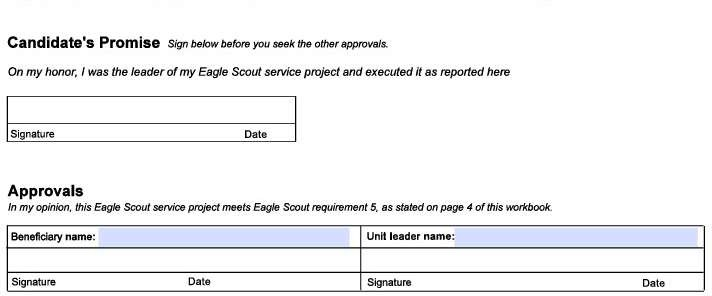 Candidate's Promise Sign below before you seek the other approvals.
On my honor, I was the leader of my Eagle Scout service project and executed it as reported here
Signature Date
Approvals
In my opinion, this Eagle Scout service project meets Eagle Scout requirement 5, as stated on page 4 of this workbook.
Beneficiary name: Unit leader name:
Signature Date Signature Date